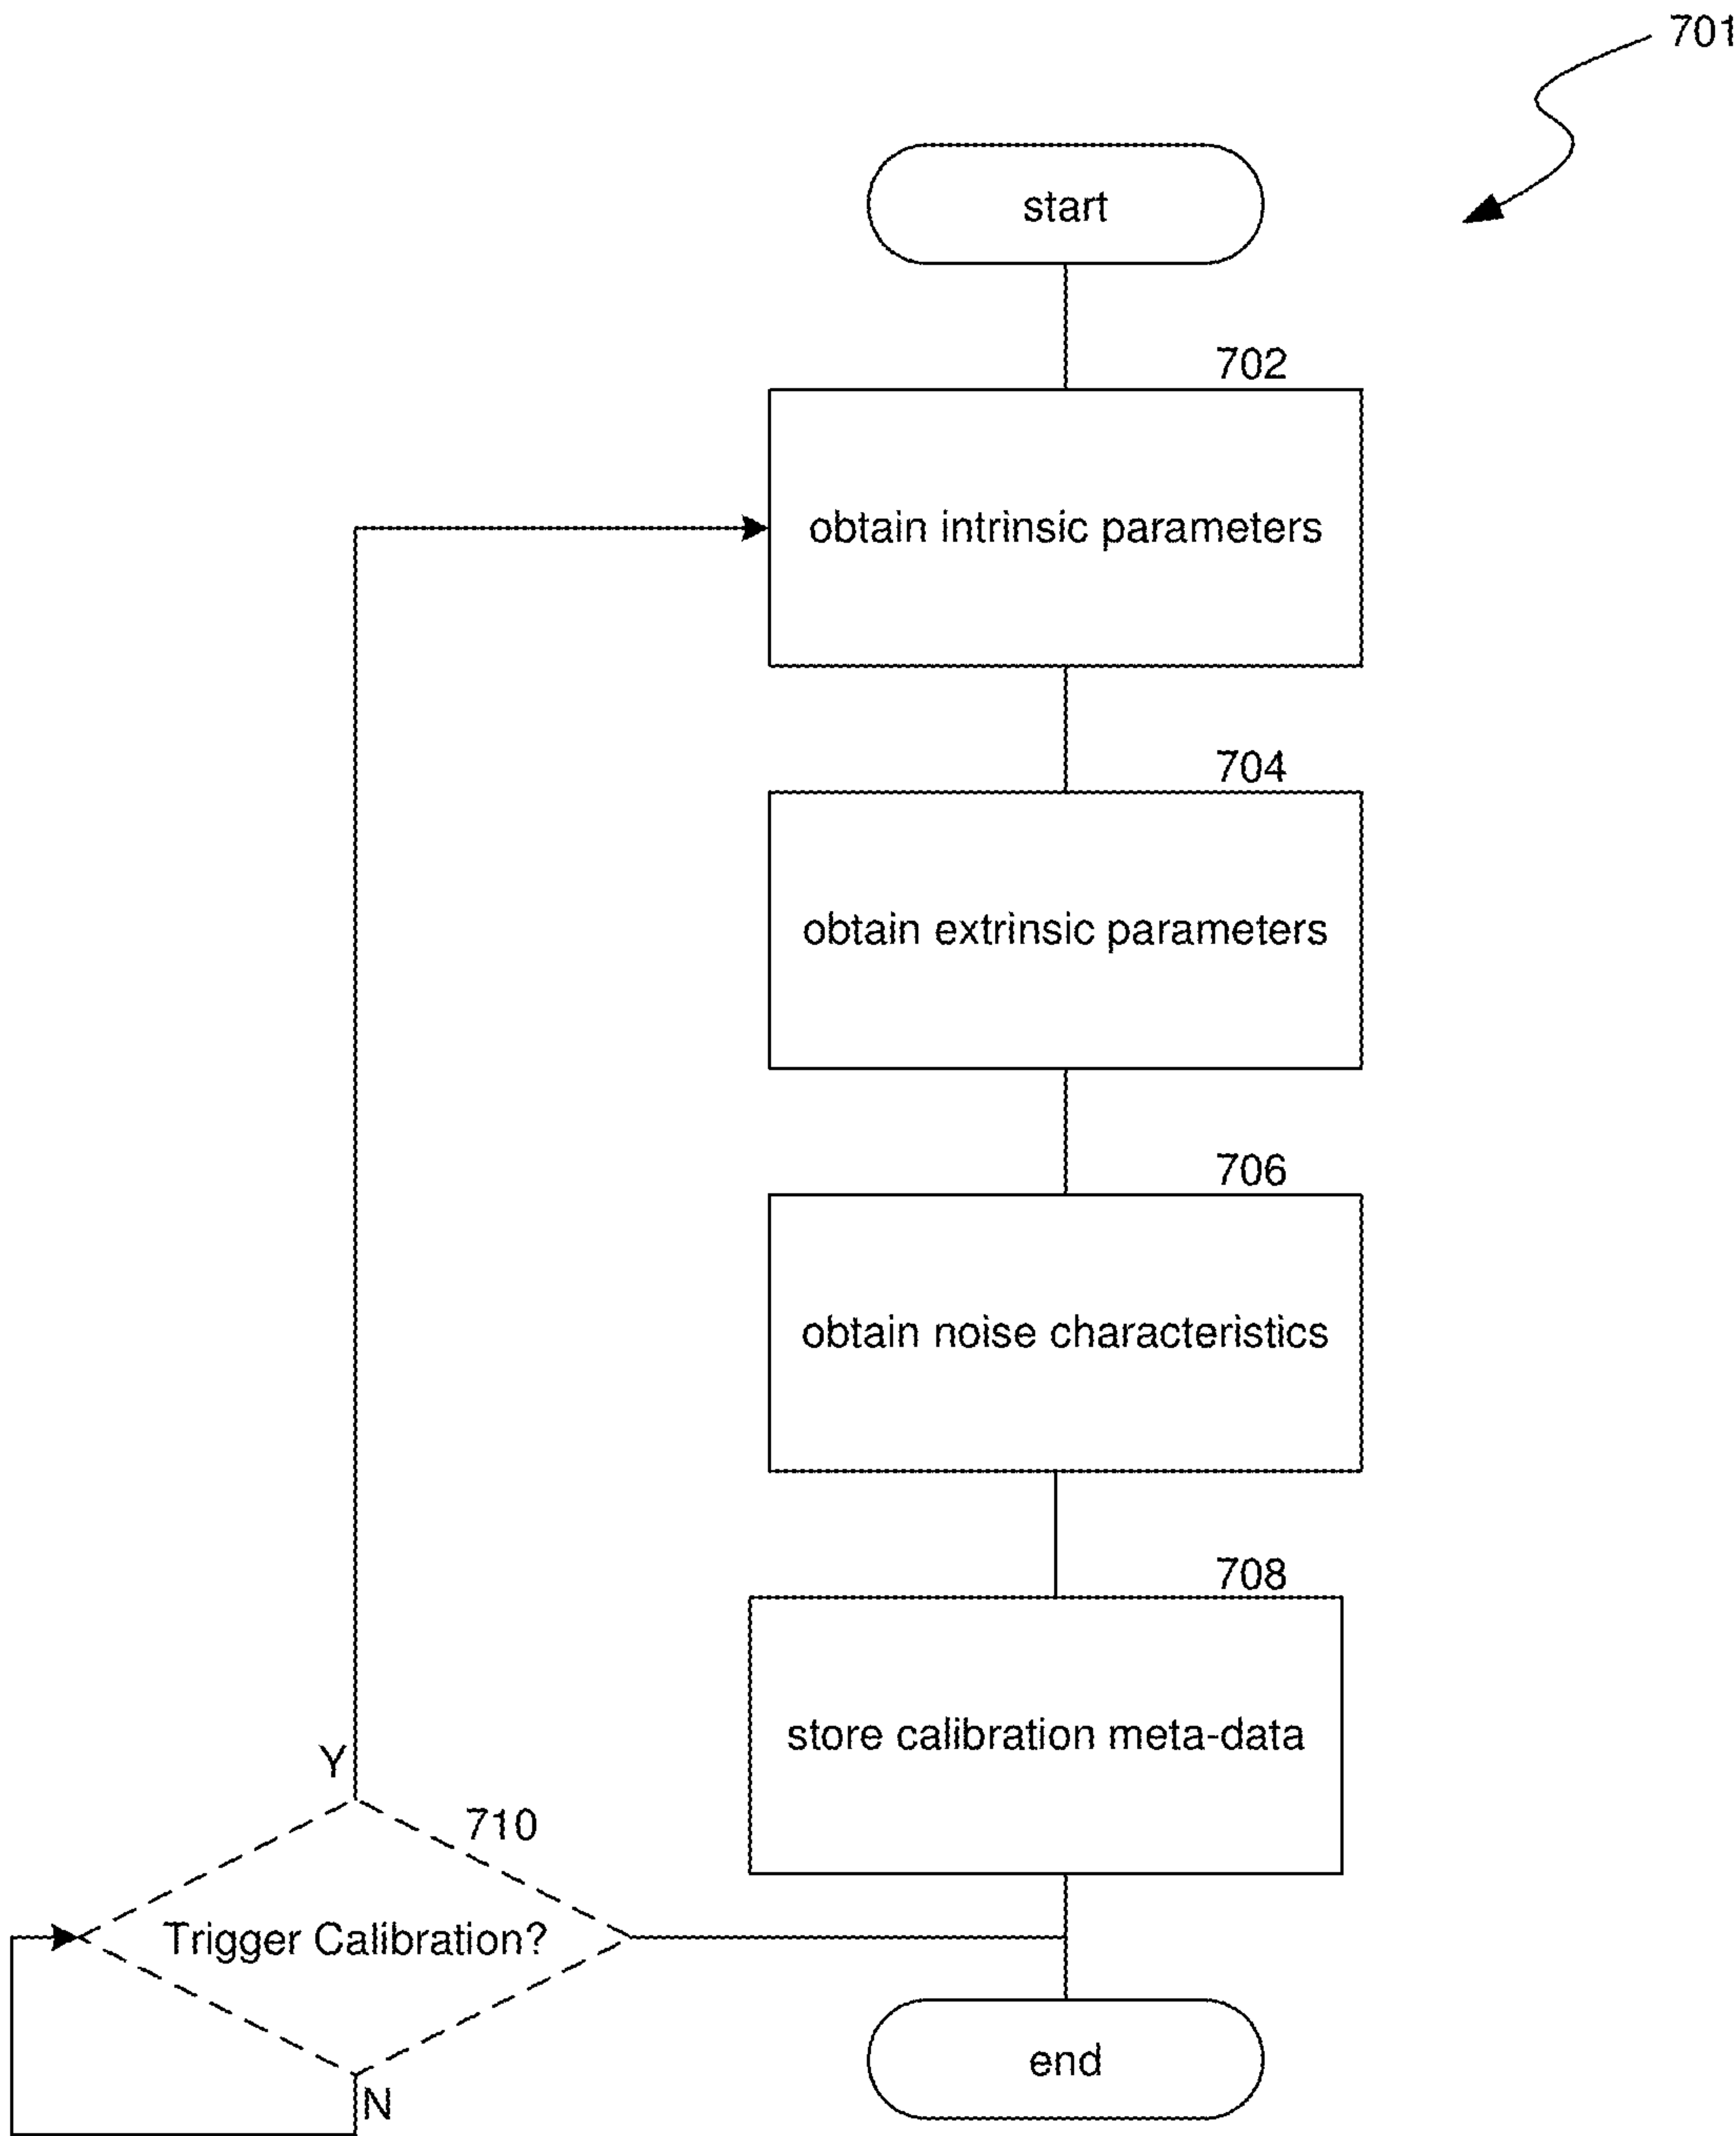 701
start
702
obtain intrinsic parameters
704
obtain extrinsic parameters
706
obtain noise characteristics
708
store calibration meta-data
Y
710
Trigger Calibration?
N
end